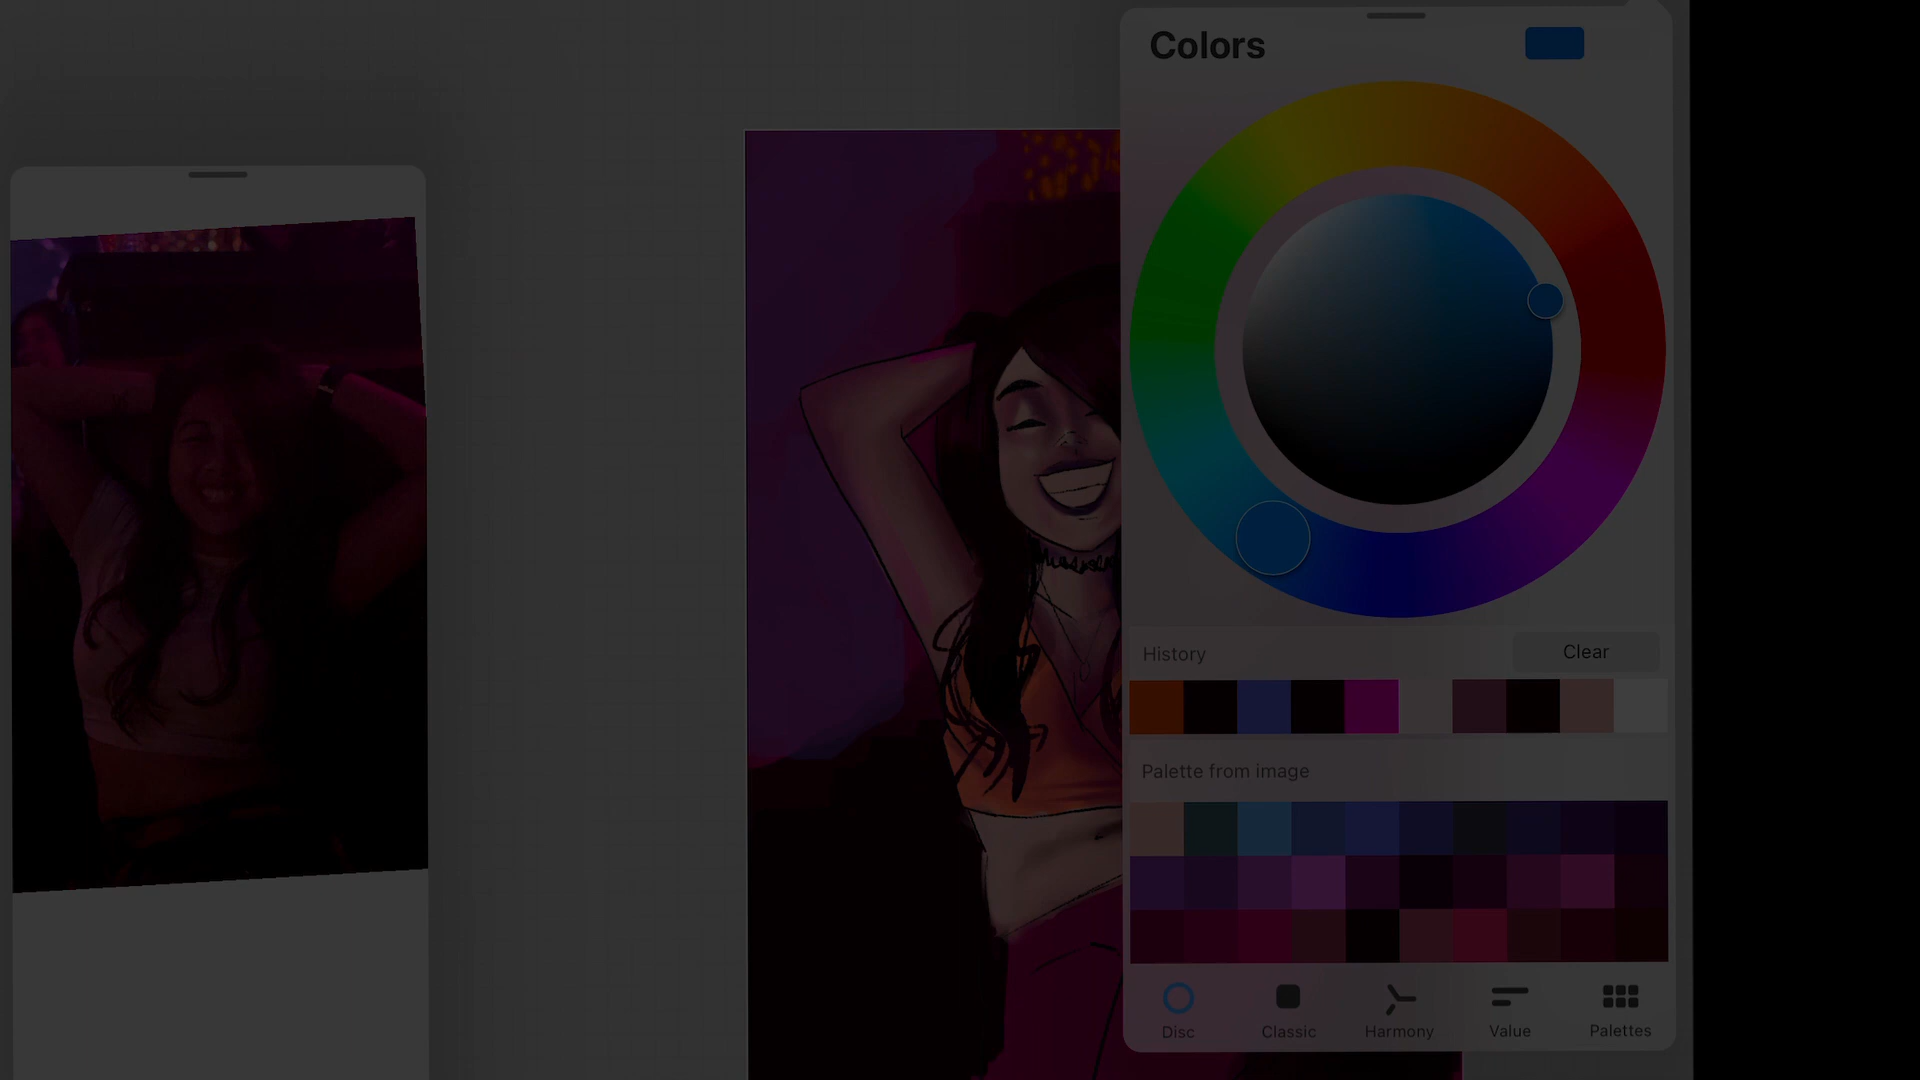 Colors
History
Clear
Palette from image
Disc
Classic
Harmony
Value
Palettes